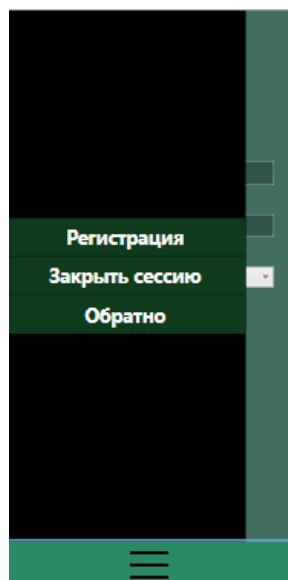 Регистрация
Закрыть сессию
Обратно